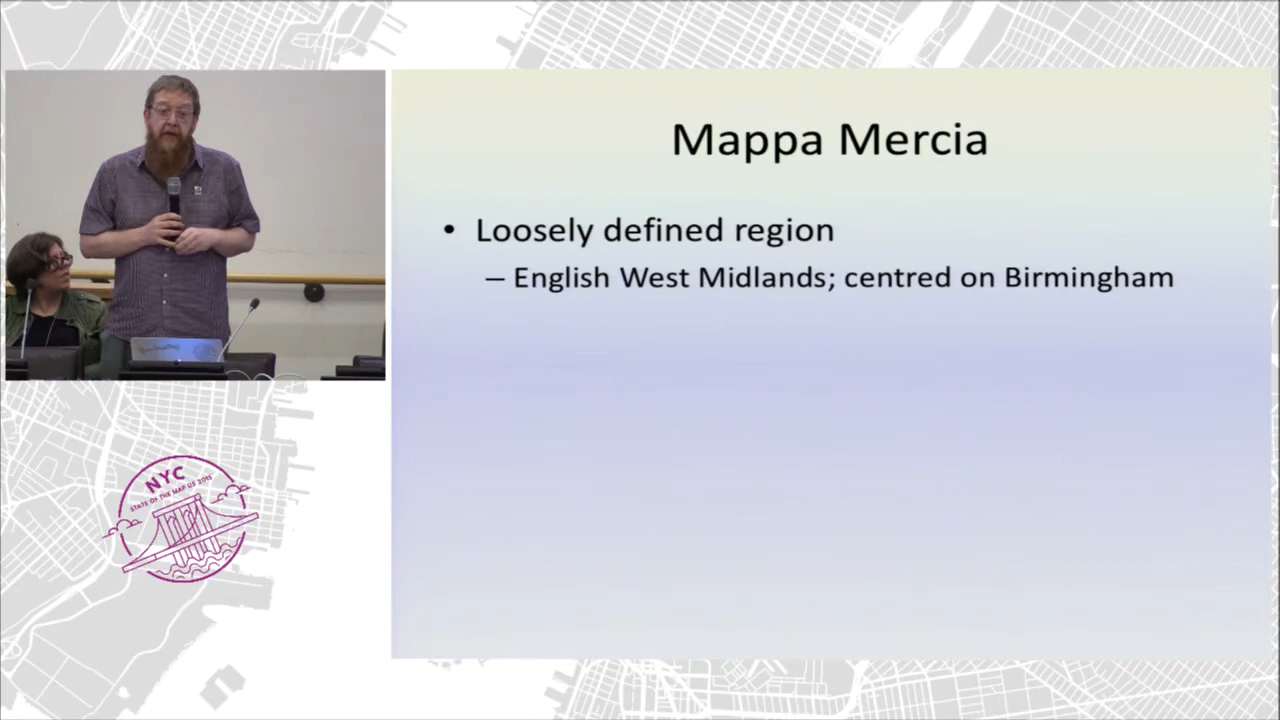 Mappa Mercia
• Loosely defined region
– English West Midlands; centred on Birmingham
NYC
STATE OF THE MAP US 2015